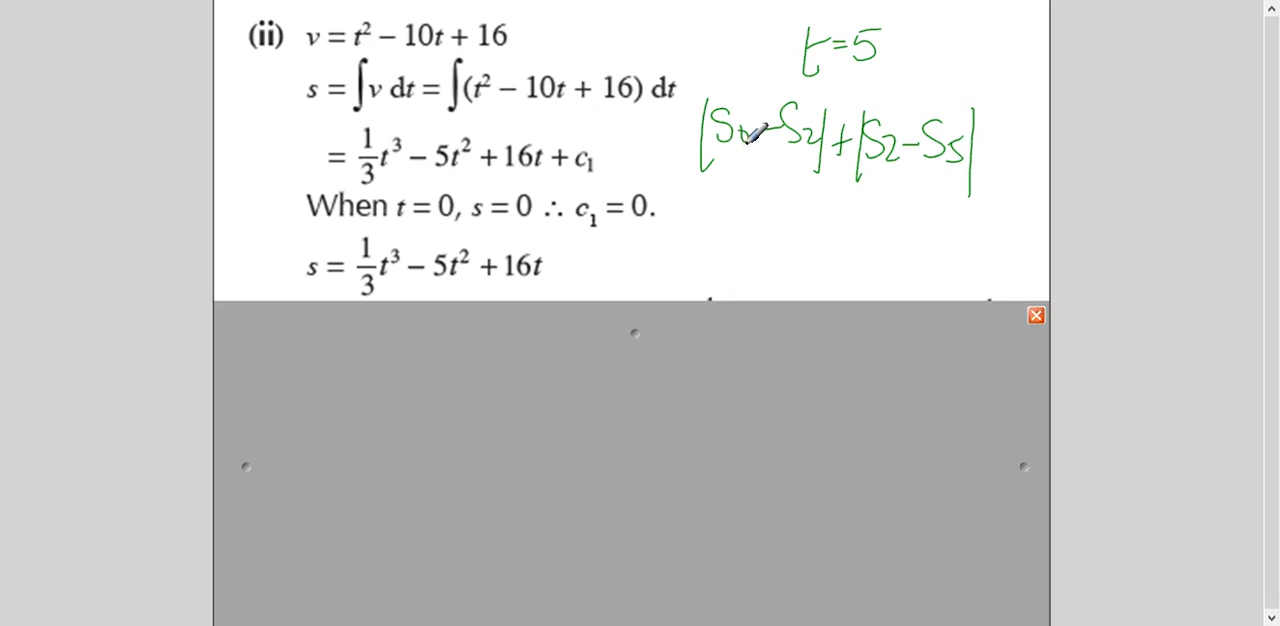 (ii) v = t² – 10t + 16
t=5
s = ∫v dt = ∫(t² – 10t + 16) dt
|S₀-S₂|+|S₂-S₅|
= 1/3 t³ – 5t² + 16t + c₁
When t = 0, s = 0 ∴ c₁ = 0.
s = 1/3 t³ – 5t² + 16t